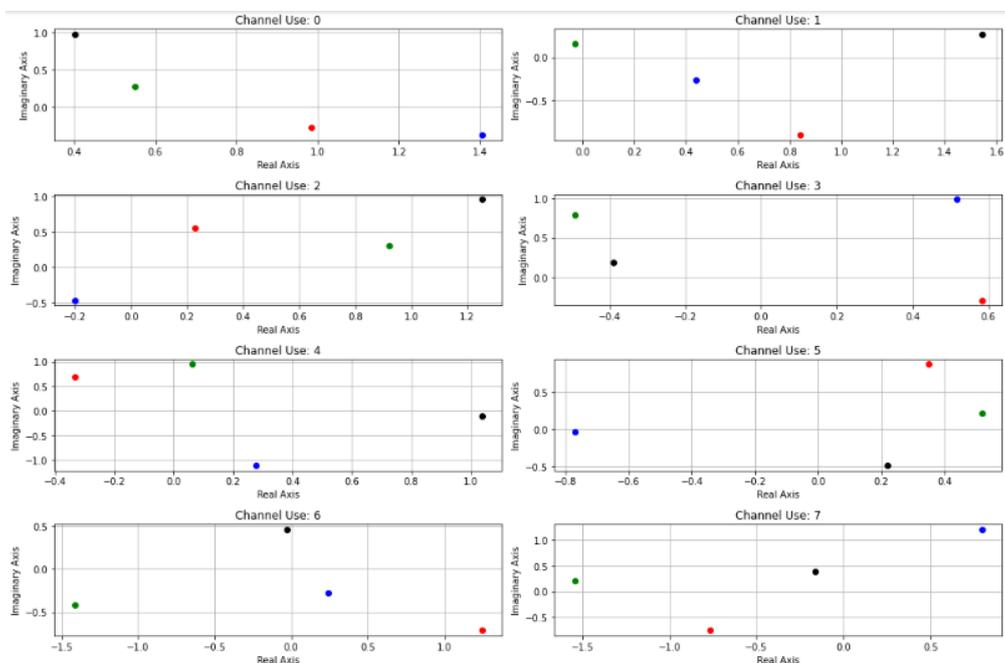 Channel Use: 0
Imaginary Axis
1.0
0.5
0.0
0.4 0.6 0.8 1.0 1.2 1.4
Real Axis
Channel Use: 1
Imaginary Axis
0.0
−0.5
0.0 0.2 0.4 0.6 0.8 1.0 1.2 1.4 1.6
Real Axis
Channel Use: 2
Imaginary Axis
1.0
0.5
0.0
−0.5
−0.2 0.0 0.2 0.4 0.6 0.8 1.0 1.2
Real Axis
Channel Use: 3
Imaginary Axis
1.0
0.5
0.0
−0.4 −0.2 0.0 0.2 0.4 0.6
Real Axis
Channel Use: 4
Imaginary Axis
1.0
0.5
0.0
−0.5
−1.0
−0.4 −0.2 0.0 0.2 0.4 0.6 0.8 1.0
Real Axis
Channel Use: 5
Imaginary Axis
0.5
0.0
−0.5
−0.8 −0.6 −0.4 −0.2 0.0 0.2 0.4
Real Axis
Channel Use: 6
Imaginary Axis
0.5
0.0
−0.5
−1.5 −1.0 −0.5 0.0 0.5 1.0
Real Axis
Channel Use: 7
Imaginary Axis
1.0
0.5
0.0
−0.5
−1.5 −1.0 −0.5 0.0 0.5
Real Axis